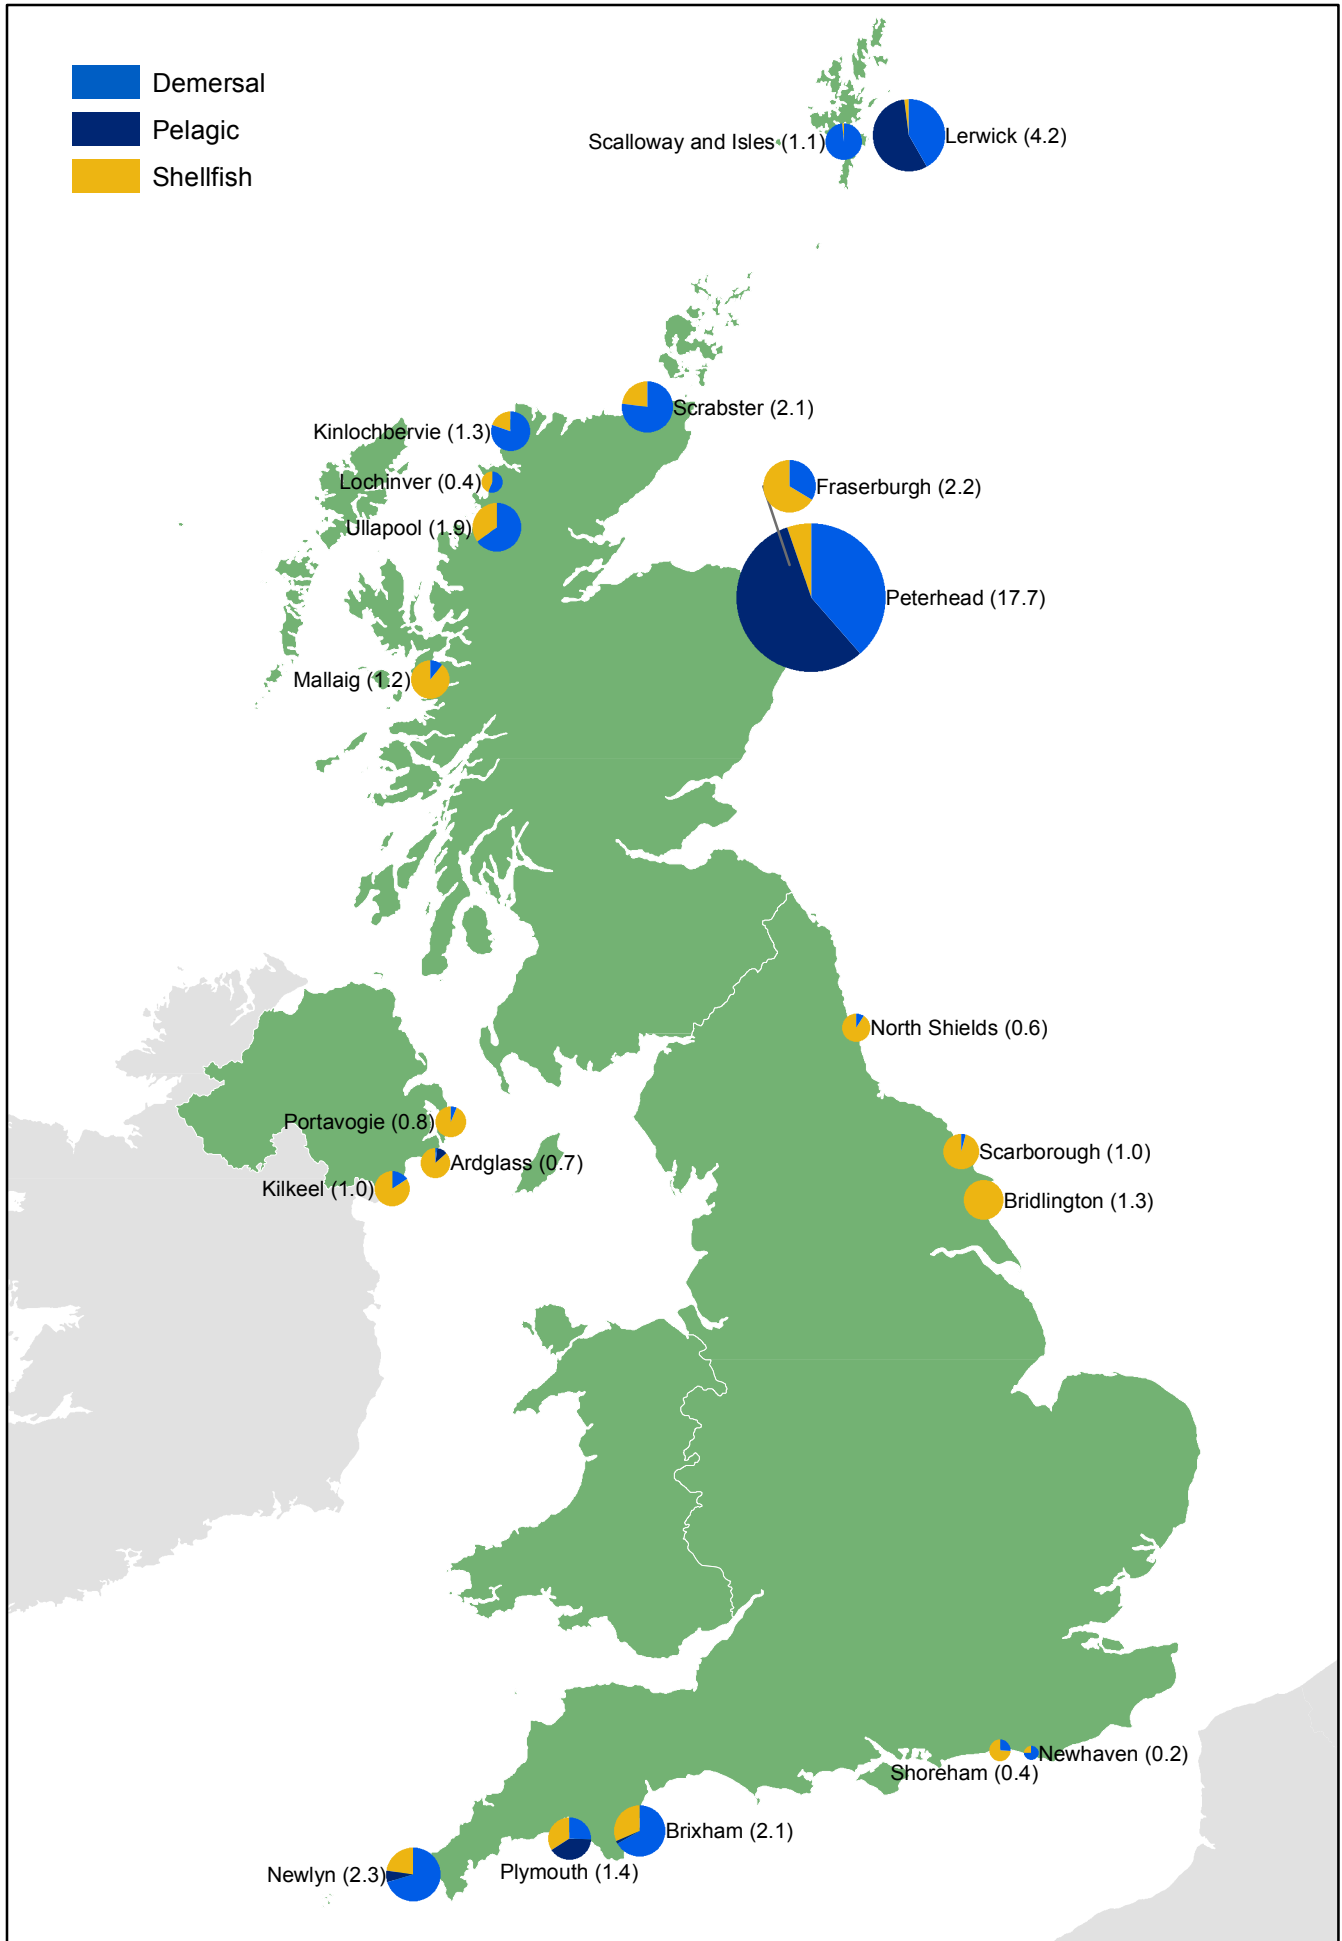 Demersal
Pelagic
Shellfish
Scalloway and Isles (1.1)
Lerwick (4.2)
Scrabster (2.1)
Kinlochbervie (1.3)
Lochinver (0.4)
Fraserburgh (2.2)
Ullapool (1.9)
Peterhead (17.7)
Mallaig (1.2)
North Shields (0.6)
Portavogie (0.8)
Scarborough (1.0)
Ardglass (0.7)
Kilkeel (1.0)
Bridlington (1.3)
Newhaven (0.2)
Shoreham (0.4)
Brixham (2.1)
Plymouth (1.4)
Newlyn (2.3)